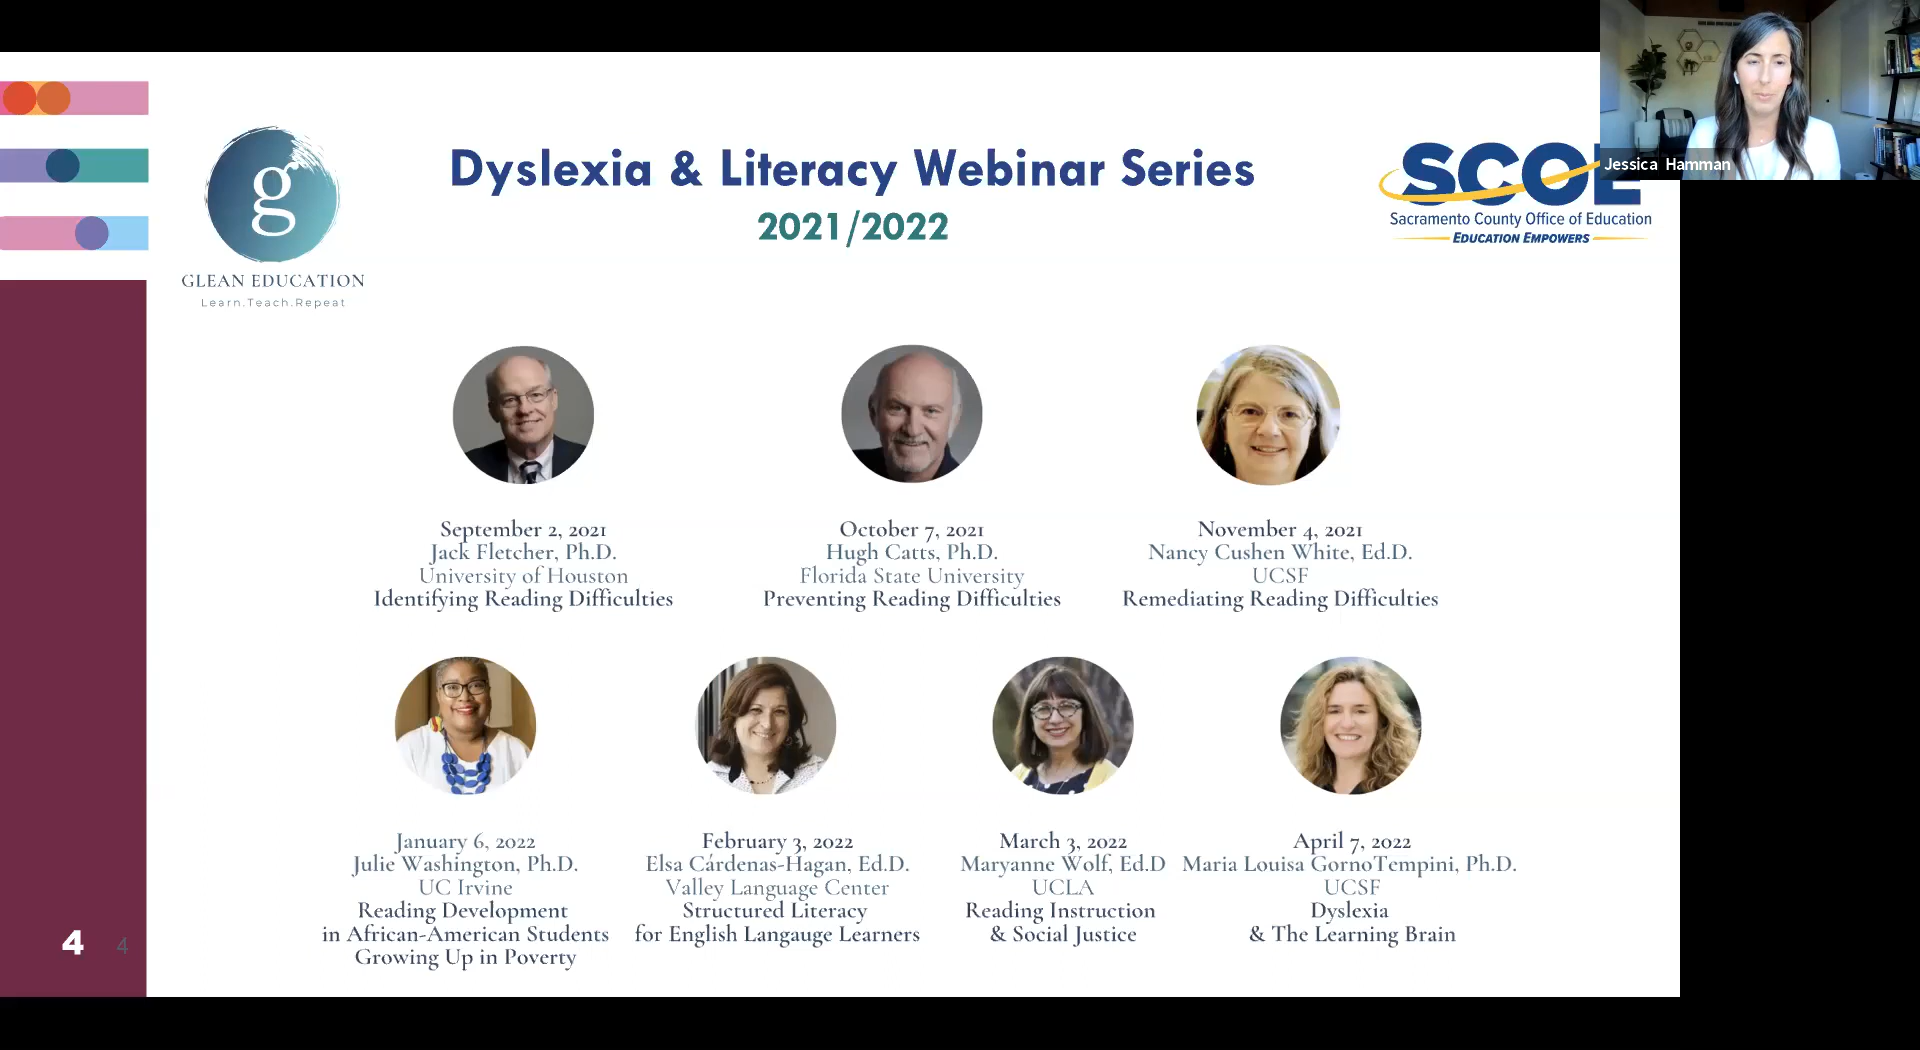 Jessica Hamman
g
GLEAN EDUCATION
Learn.Teach.Repeat
Dyslexia & Literacy Webinar Series
2021/2022
SCOE
Sacramento County Office of Education
EDUCATION EMPOWERS
September 2, 2021
Jack Fletcher, Ph.D.
University of Houston
Identifying Reading Difficulties
October 7, 2021
Hugh Catts, Ph.D.
Florida State University
Preventing Reading Difficulties
November 4, 2021
Nancy Cushen White, Ed.D.
UCSF
Remediating Reading Difficulties
January 6, 2022
Julie Washington, Ph.D.
UC Irvine
Reading Development
in African-American Students
Growing Up in Poverty
February 3, 2022
Elsa Cárdenas-Hagan, Ed.D.
Valley Language Center
Structured Literacy
for English Langauge Learners
March 3, 2022
Maryanne Wolf, Ed.D
UCLA
Reading Instruction
& Social Justice
April 7, 2022
Maria Louisa GornoTempini, Ph.D.
UCSF
Dyslexia
& The Learning Brain
4 4